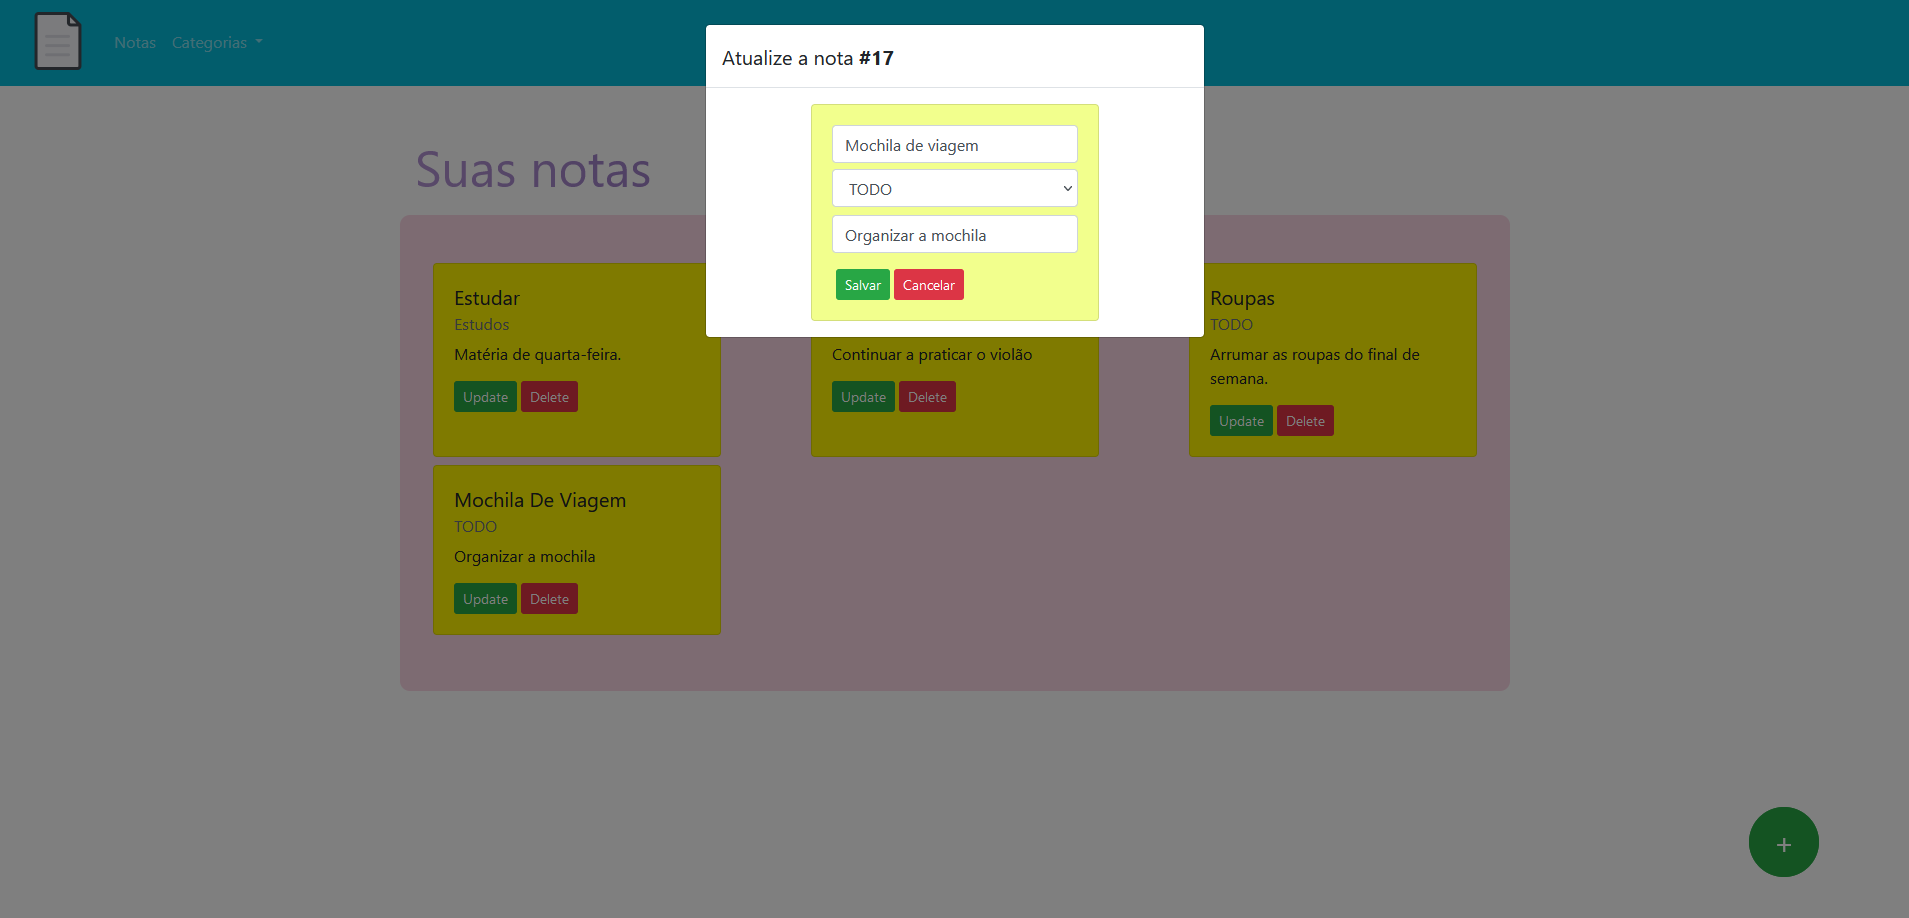 Notas
Categorias
Atualize a nota #17
Mochila de viagem
TODO
Organizar a mochila
Salvar Cancelar
Suas notas
Estudar
Estudos
Matéria de quarta-feira.
Update Delete
Continuar a praticar o violão
Update Delete
Roupas
TODO
Arrumar as roupas do final de
semana.
Update Delete
Mochila De Viagem
TODO
Organizar a mochila
Update Delete
+